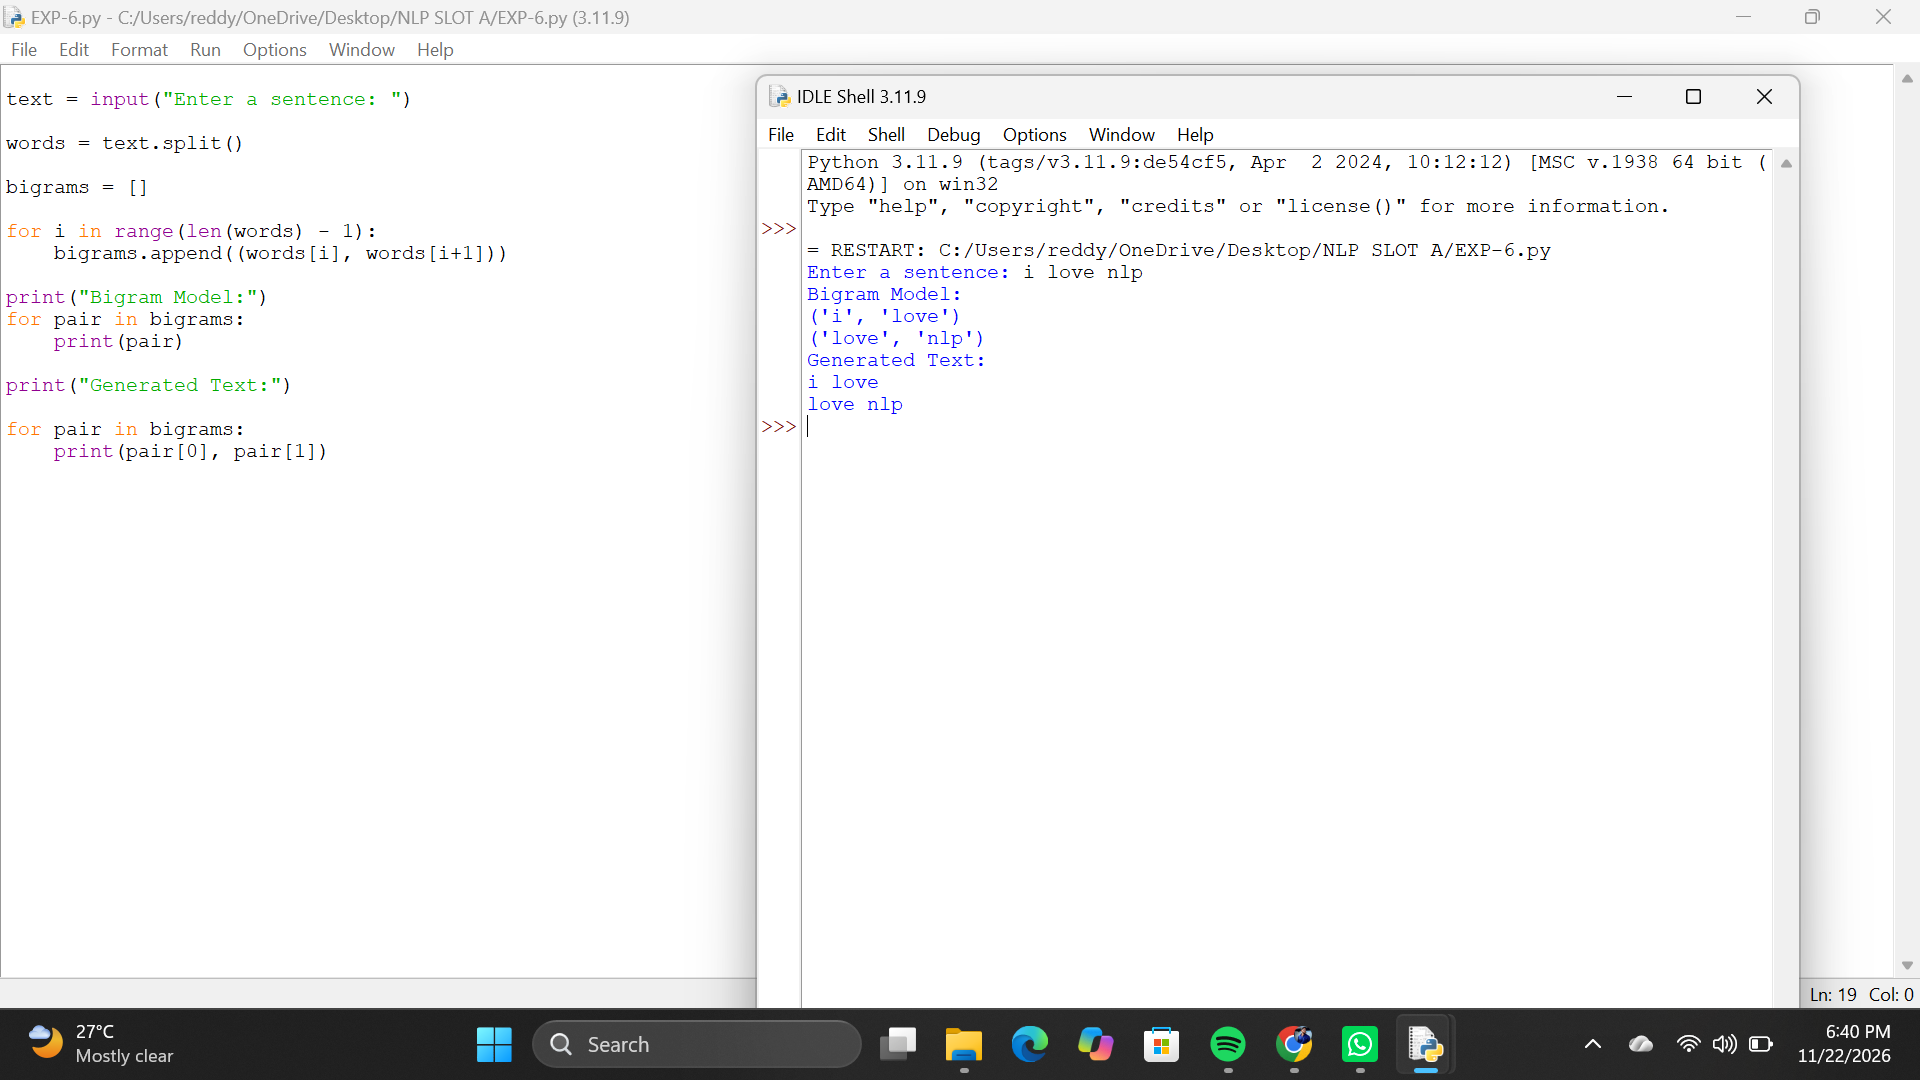 EXP-6.py - C:/Users/reddy/OneDrive/Desktop/NLP SLOT A/EXP-6.py (3.11.9)
File Edit Format Run Options Window Help
text = input("Enter a sentence: ")
words = text.split()
bigrams = []
for i in range(len(words) - 1):
    bigrams.append((words[i], words[i+1]))
print("Bigram Model:")
for pair in bigrams:
    print(pair)
print("Generated Text:")
for pair in bigrams:
    print(pair[0], pair[1])
IDLE Shell 3.11.9
File Edit Shell Debug Options Window Help
Python 3.11.9 (tags/v3.11.9:de54cf5, Apr  2 2024, 10:12:12) [MSC v.1938 64 bit (
AMD64)] on win32
Type "help", "copyright", "credits" or "license()" for more information.
>>>
= RESTART: C:/Users/reddy/OneDrive/Desktop/NLP SLOT A/EXP-6.py
Enter a sentence: i love nlp
Bigram Model:
('i', 'love')
('love', 'nlp')
Generated Text:
i love
love nlp
>>>
Ln: 19 Col: 0
27°C
Mostly clear
Search
6:40 PM
11/22/2026